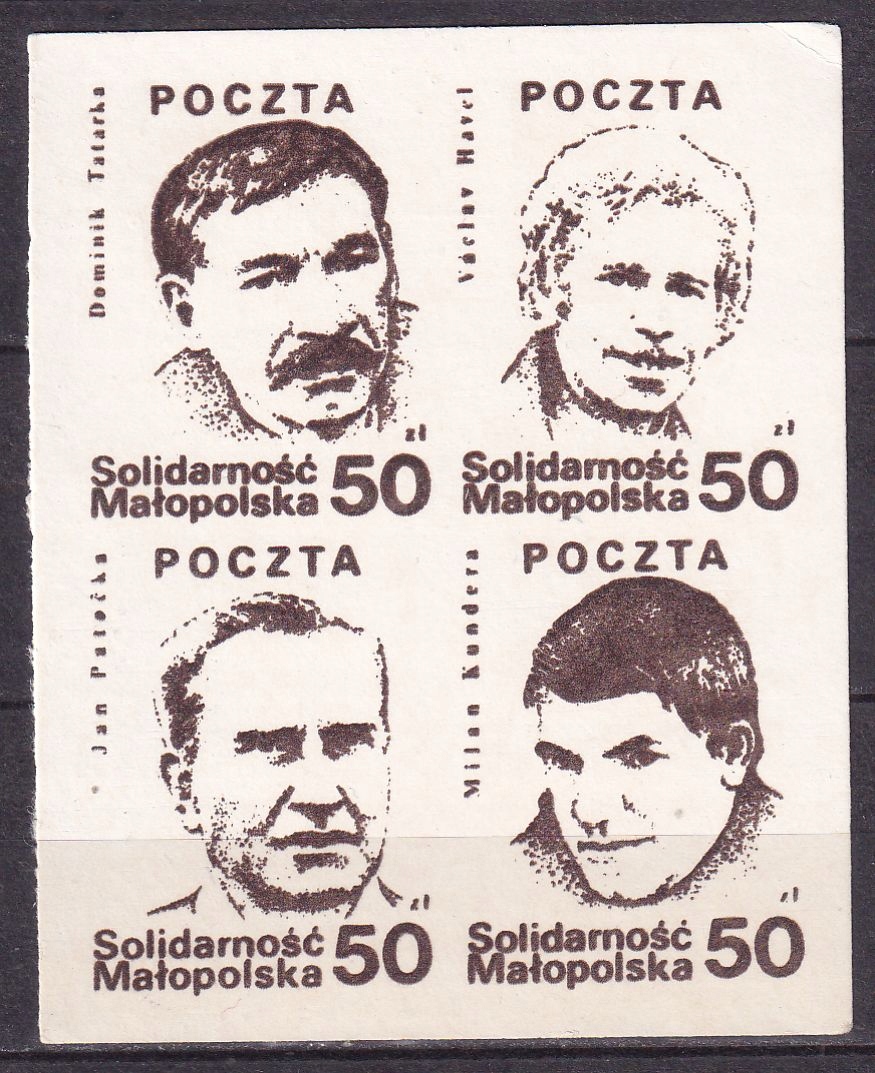 POCZTA
Dominik Tatarka
zł
Solidarność 50
Małopolska
POCZTA
Václav Havel
zł
Solidarność 50
Małopolska
POCZTA
Jan Patočka
zł
Solidarność 50
Małopolska
POCZTA
Milan Kundera
zł
Solidarność 50
Małopolska